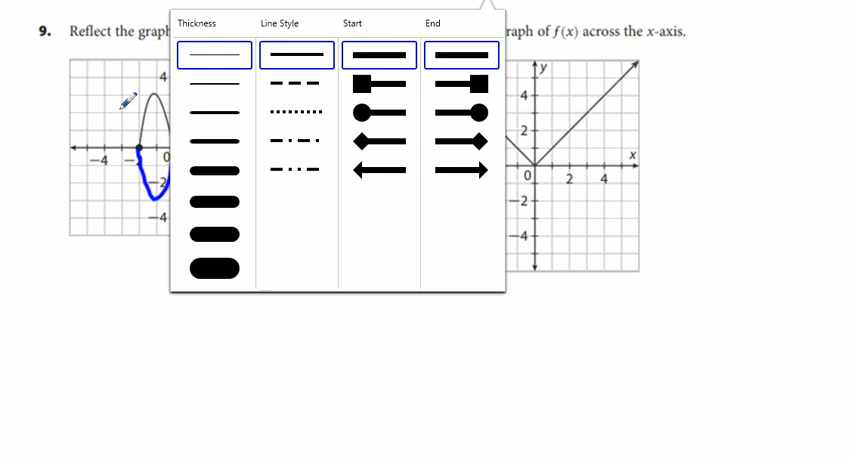 Thickness Line Style Start End
9. Reflect the graph of f(x) across the x-axis.
4
−4 0
−2
−4
y
4
2
x
0 2 4
−2
−4